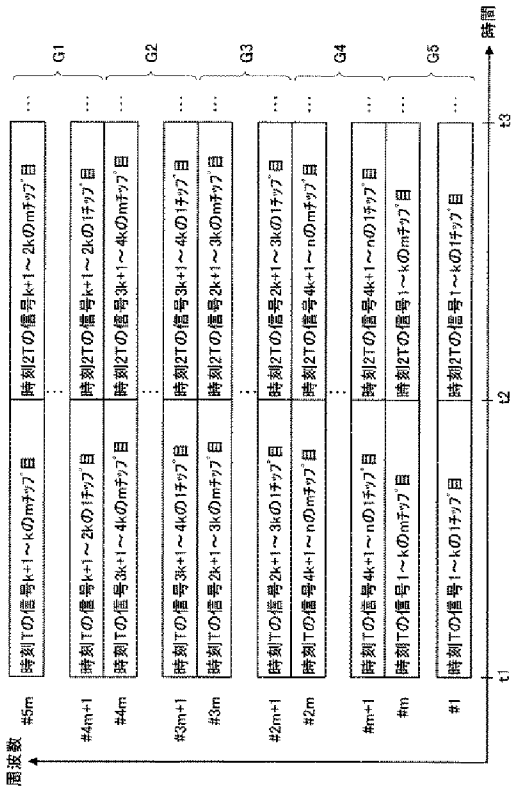 周波数
#5m 時刻Tの信号k+1～kのmチップ目 時刻2Tの信号k+1～2kのmチップ目 …
G1
#4m+1 時刻Tの信号k+1～2kの1チップ目 時刻2Tの信号k+1～2kの1チップ目 …
#4m 時刻Tの信号3k+1～4kのmチップ目 時刻2Tの信号3k+1～4kのmチップ目 …
G2
#3m+1 時刻Tの信号3k+1～4kの1チップ目 時刻2Tの信号3k+1～4kの1チップ目 …
#3m 時刻Tの信号2k+1～3kのmチップ目 時刻2Tの信号2k+1～3kのmチップ目 …
G3
#2m+1 時刻Tの信号2k+1～3kの1チップ目 時刻2Tの信号2k+1～3kの1チップ目 …
#2m 時刻Tの信号4k+1～nのmチップ目 時刻2Tの信号4k+1～nのmチップ目 …
G4
#m+1 時刻Tの信号4k+1～nの1チップ目 時刻2Tの信号4k+1～nの1チップ目 …
#m 時刻Tの信号1～kのmチップ目 時刻2Tの信号1～kのmチップ目 …
G5
#1 時刻Tの信号1～kの1チップ目 時刻2Tの信号1～kの1チップ目 …
t1 t2 t3 時間